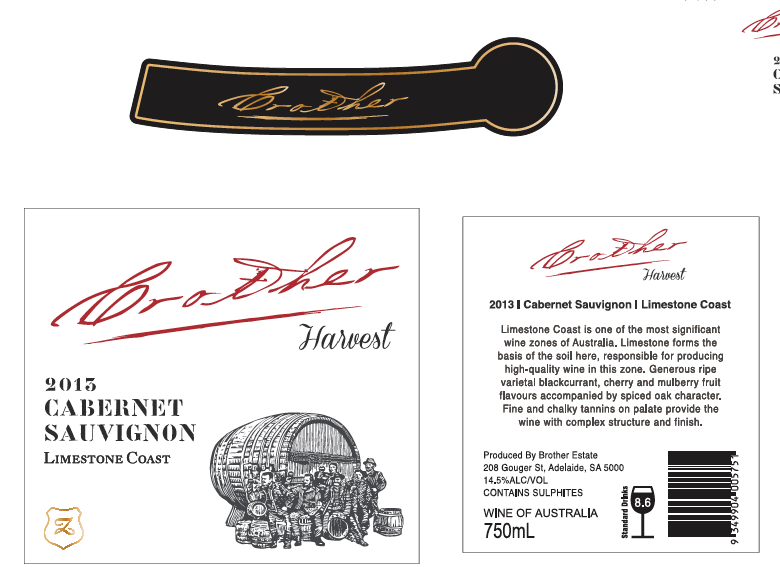 Brother
Brother
Harvest
2013
CABERNET
SAUVIGNON
LIMESTONE COAST
Z
Brother
Harvest
2013 I Cabernet Sauvignon I Limestone Coast
Limestone Coast is one of the most significant
wine zones of Australia. Limestone forms the
basis of the soil here, responsible for producing
high-quality wine in this zone. Generous ripe
varietal blackcurrant, cherry and mulberry fruit
flavours accompanied by spiced oak character.
Fine and chalky tannins on palate provide the
wine with complex structure and finish.
Produced By Brother Estate
208 Gouger St, Adelaide, SA 5000
14.5%ALC/VOL
CONTAINS SULPHITES
WINE OF AUSTRALIA
750mL
Standard Drinks
8.6
9 349904 005751